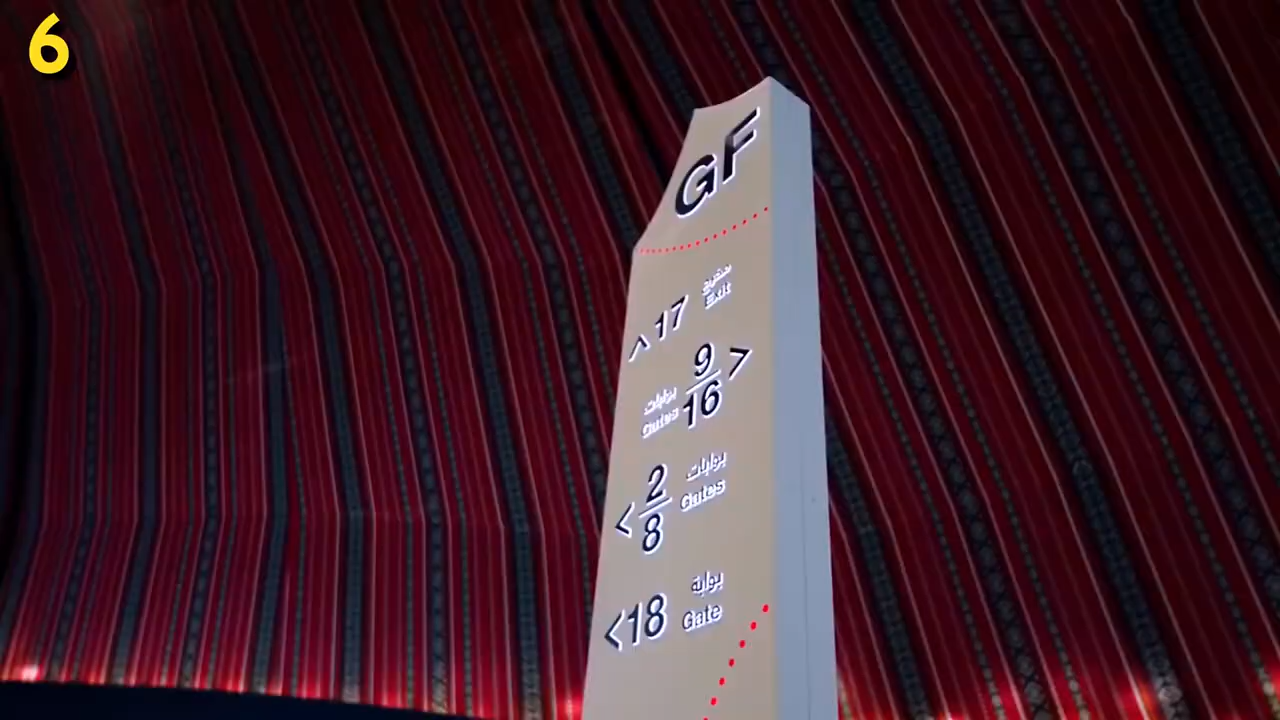 6
GF
مخرج
Exit
^ 17
9
16 >
بوابات
Gates
< 2
8
بوابات
Gates
<18
بوابة
Gate